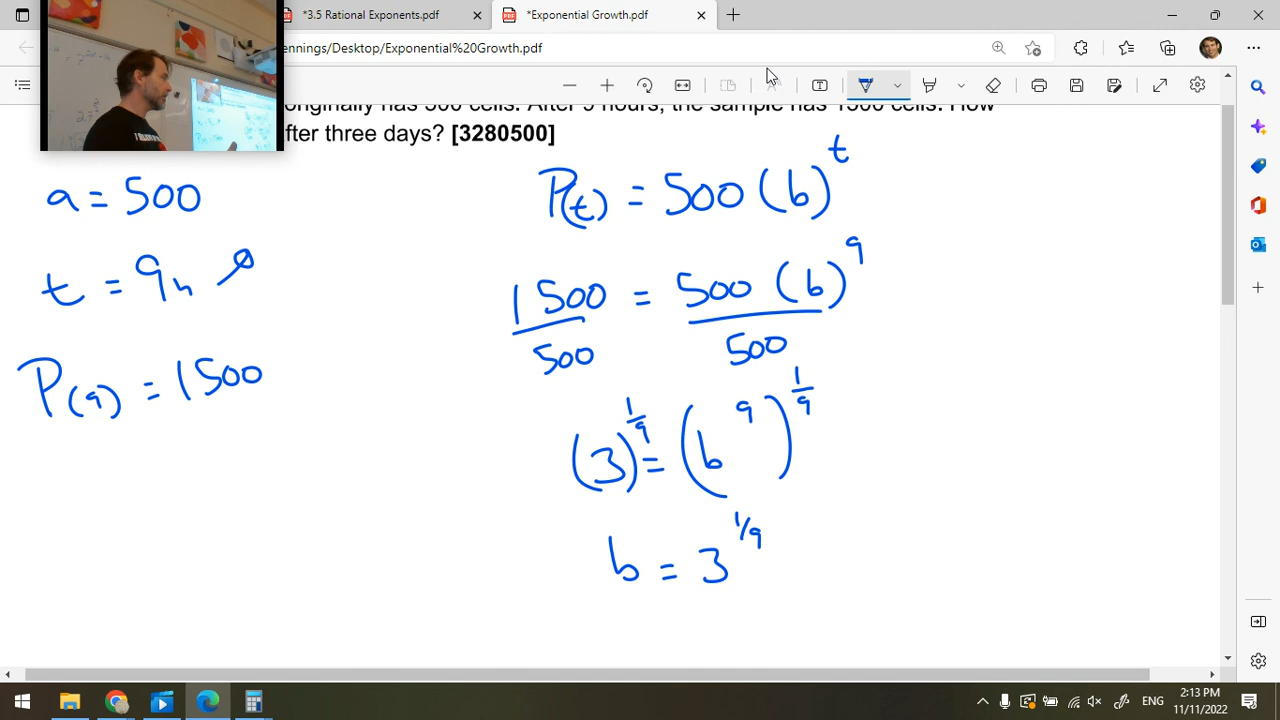 *3.5 Rational Exponents.pdf
*Exponential Growth.pdf
ennings/Desktop/Exponential%20Growth.pdf
originally has 500 cells. After 9 hours, the sample has 1500 cells. How
fter three days? [3280500]
a = 500
t = 9h
P(9) = 1500
P(t) = 500 (b)^t
1500 = 500 (b)^9
500 500
(3)^1/9 = (b^9)^1/9
b = 3^1/9
ENG
2:13 PM
11/11/2022